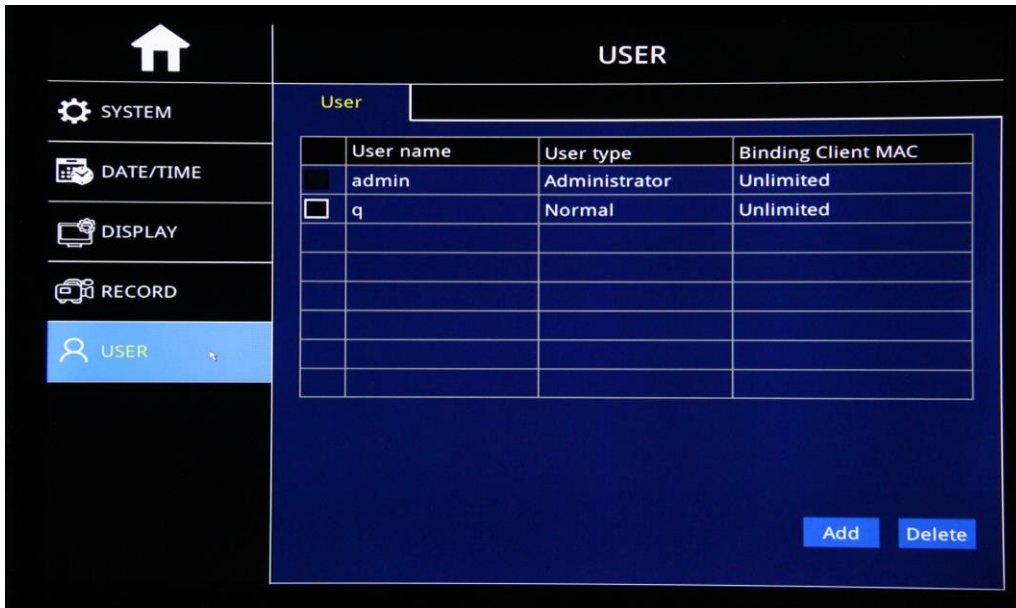 USER
SYSTEM
DATE/TIME
DISPLAY
RECORD
USER
User
User name User type Binding Client MAC
admin Administrator Unlimited
q Normal Unlimited
Add Delete